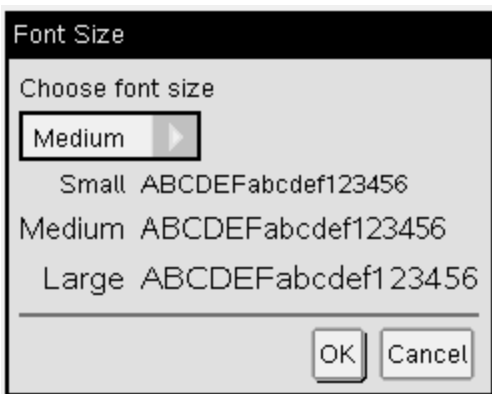 Font Size
Choose font size
Medium
Small ABCDEFabcdef123456
Medium ABCDEFabcdef123456
Large ABCDEFabcdef123456
OK Cancel